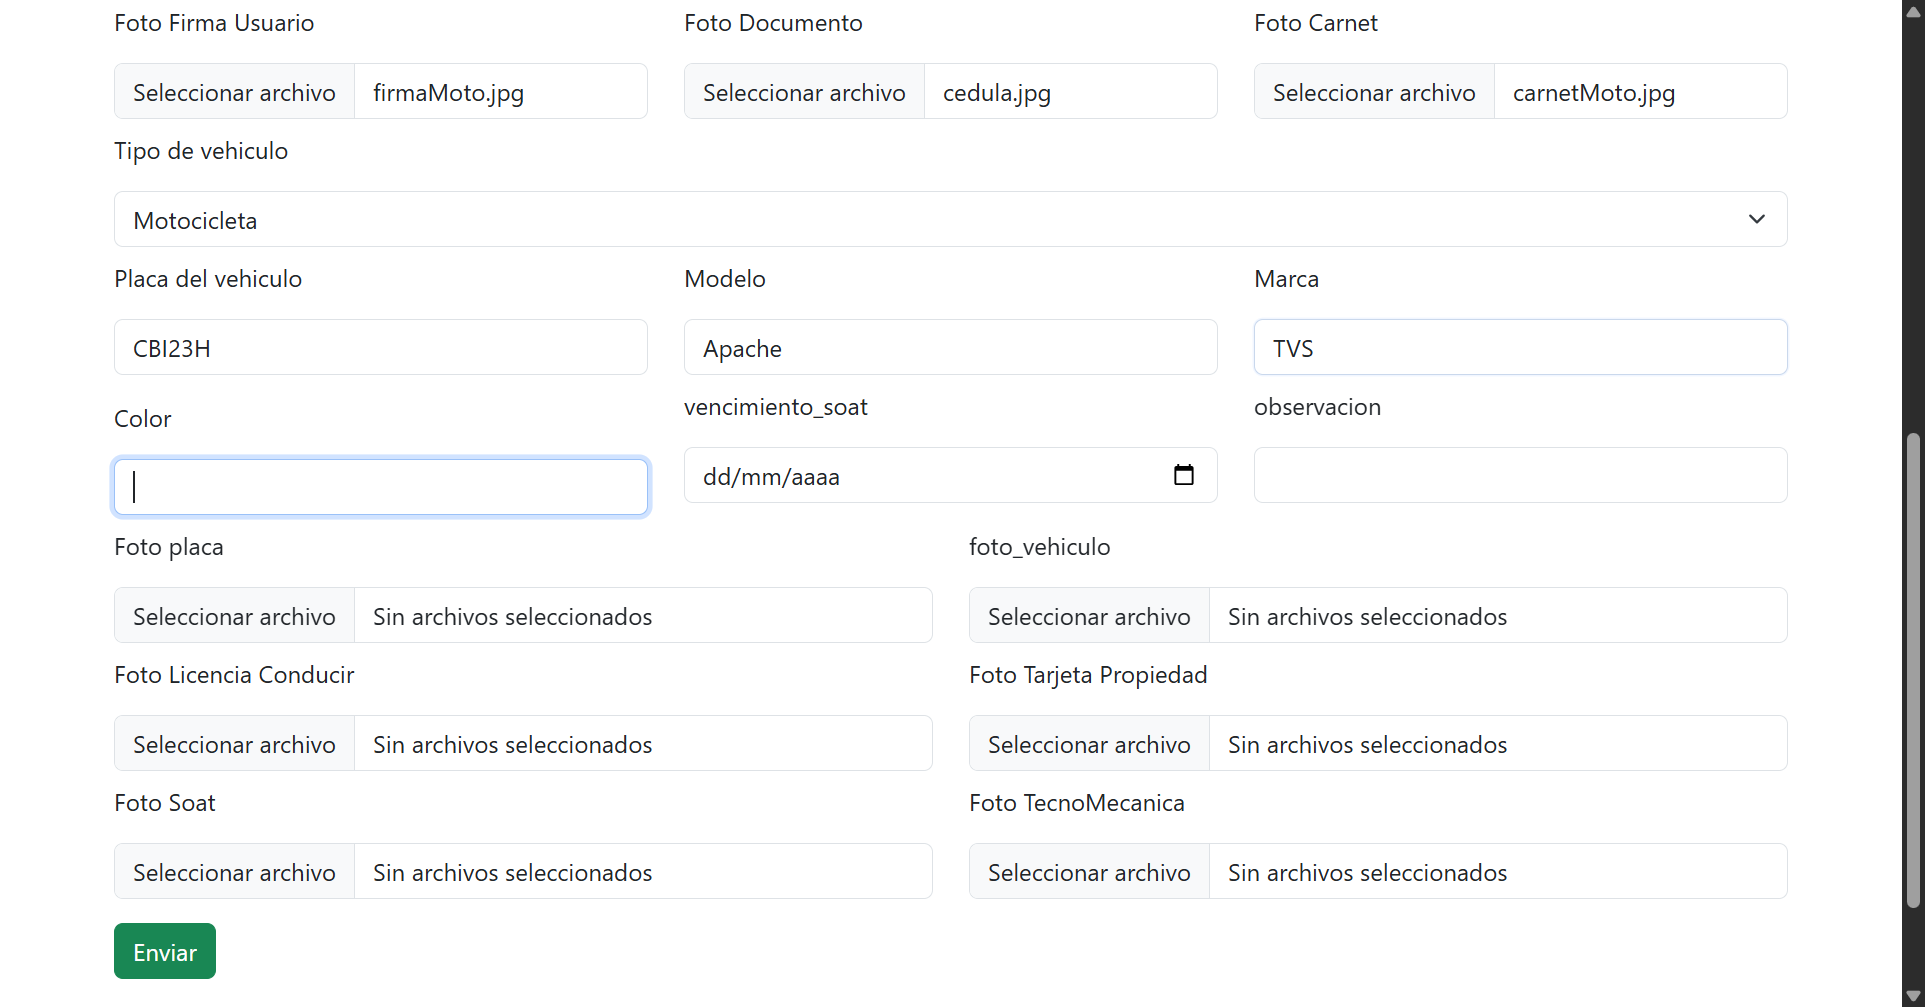 Foto Firma Usuario
Foto Documento
Foto Carnet
Seleccionar archivo firmaMoto.jpg
Seleccionar archivo cedula.jpg
Seleccionar archivo carnetMoto.jpg
Tipo de vehiculo
Motocicleta
Placa del vehiculo
Modelo
Marca
CBI23H
Apache
TVS
Color
vencimiento_soat
observacion
dd/mm/aaaa
Foto placa
foto_vehiculo
Seleccionar archivo Sin archivos seleccionados
Seleccionar archivo Sin archivos seleccionados
Foto Licencia Conducir
Foto Tarjeta Propiedad
Seleccionar archivo Sin archivos seleccionados
Seleccionar archivo Sin archivos seleccionados
Foto Soat
Foto TecnoMecanica
Seleccionar archivo Sin archivos seleccionados
Seleccionar archivo Sin archivos seleccionados
Enviar